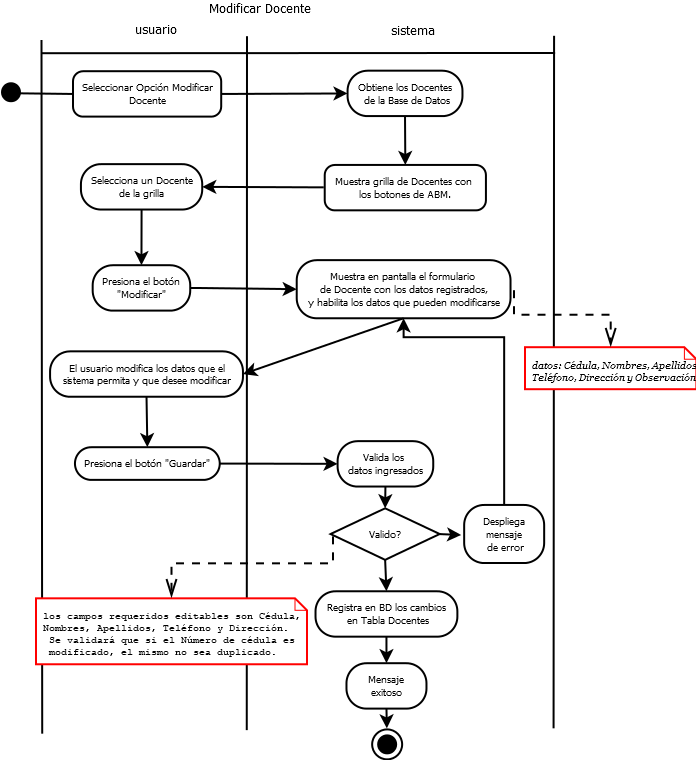 Modificar Docente
usuario
sistema
Seleccionar Opción Modificar
Docente
Obtiene los Docentes
de la Base de Datos
Selecciona un Docente
de la grilla
Muestra grilla de Docentes con
los botones de ABM.
Presiona el botón
"Modificar"
Muestra en pantalla el formulario
de Docente con los datos registrados,
y habilita los datos que pueden modificarse
datos: Cédula, Nombres, Apellidos
Teléfono, Dirección y Observación
El usuario modifica los datos que el
sistema permita y que desee modificar
Presiona el botón "Guardar"
Valida los
datos ingresados
Valido?
Despliega
mensaje
de error
los campos requeridos editables son Cédula,
Nombres, Apellidos, Teléfono y Dirección.
Se validará que si el Número de cédula es
modificado, el mismo no sea duplicado.
Registra en BD los cambios
en Tabla Docentes
Mensaje
exitoso